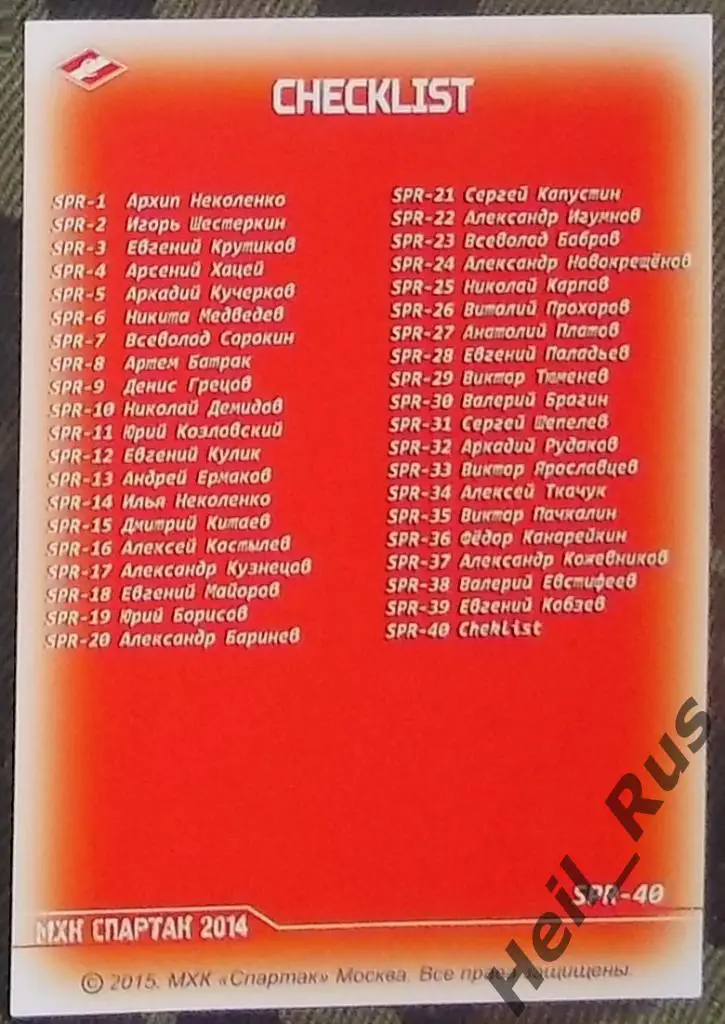 CHECKLIST
SPR-1 Архип Неколенко
SPR-2 Игорь Шестеркин
SPR-3 Евгений Крутиков
SPR-4 Арсений Хацей
SPR-5 Аркадий Кучерков
SPR-6 Никита Медведев
SPR-7 Всеволод Сорокин
SPR-8 Артем Батрак
SPR-9 Денис Грецов
SPR-10 Николай Демидов
SPR-11 Юрий Козловский
SPR-12 Евгений Кулик
SPR-13 Андрей Ермаков
SPR-14 Илья Неколенко
SPR-15 Дмитрий Китаев
SPR-16 Алексей Костылев
SPR-17 Александр Кузнецов
SPR-18 Евгений Майоров
SPR-19 Юрий Борисов
SPR-20 Александр Баринев
SPR-21 Сергей Капустин
SPR-22 Александр Игумнов
SPR-23 Всеволод Бабров
SPR-24 Александр Новокрещёнов
SPR-25 Николай Карпов
SPR-26 Виталий Прохоров
SPR-27 Анатолий Платов
SPR-28 Евгений Паладьев
SPR-29 Виктор Тюменев
SPR-30 Валерий Брагин
SPR-31 Сергей Шепелев
SPR-32 Аркадий Рудаков
SPR-33 Виктор Ярославцев
SPR-34 Алексей Ткачук
SPR-35 Виктор Пачкалин
SPR-36 Фёдор Канарейкин
SPR-37 Александр Кожевников
SPR-38 Валерий Евстифеев
SPR-39 Евгений Кобзев
SPR-40 ChekList
SPR-40
МХК СПАРТАК 2014
© 2015. МХК «Спартак» Москва. Все права защищены.
Heil_Rus